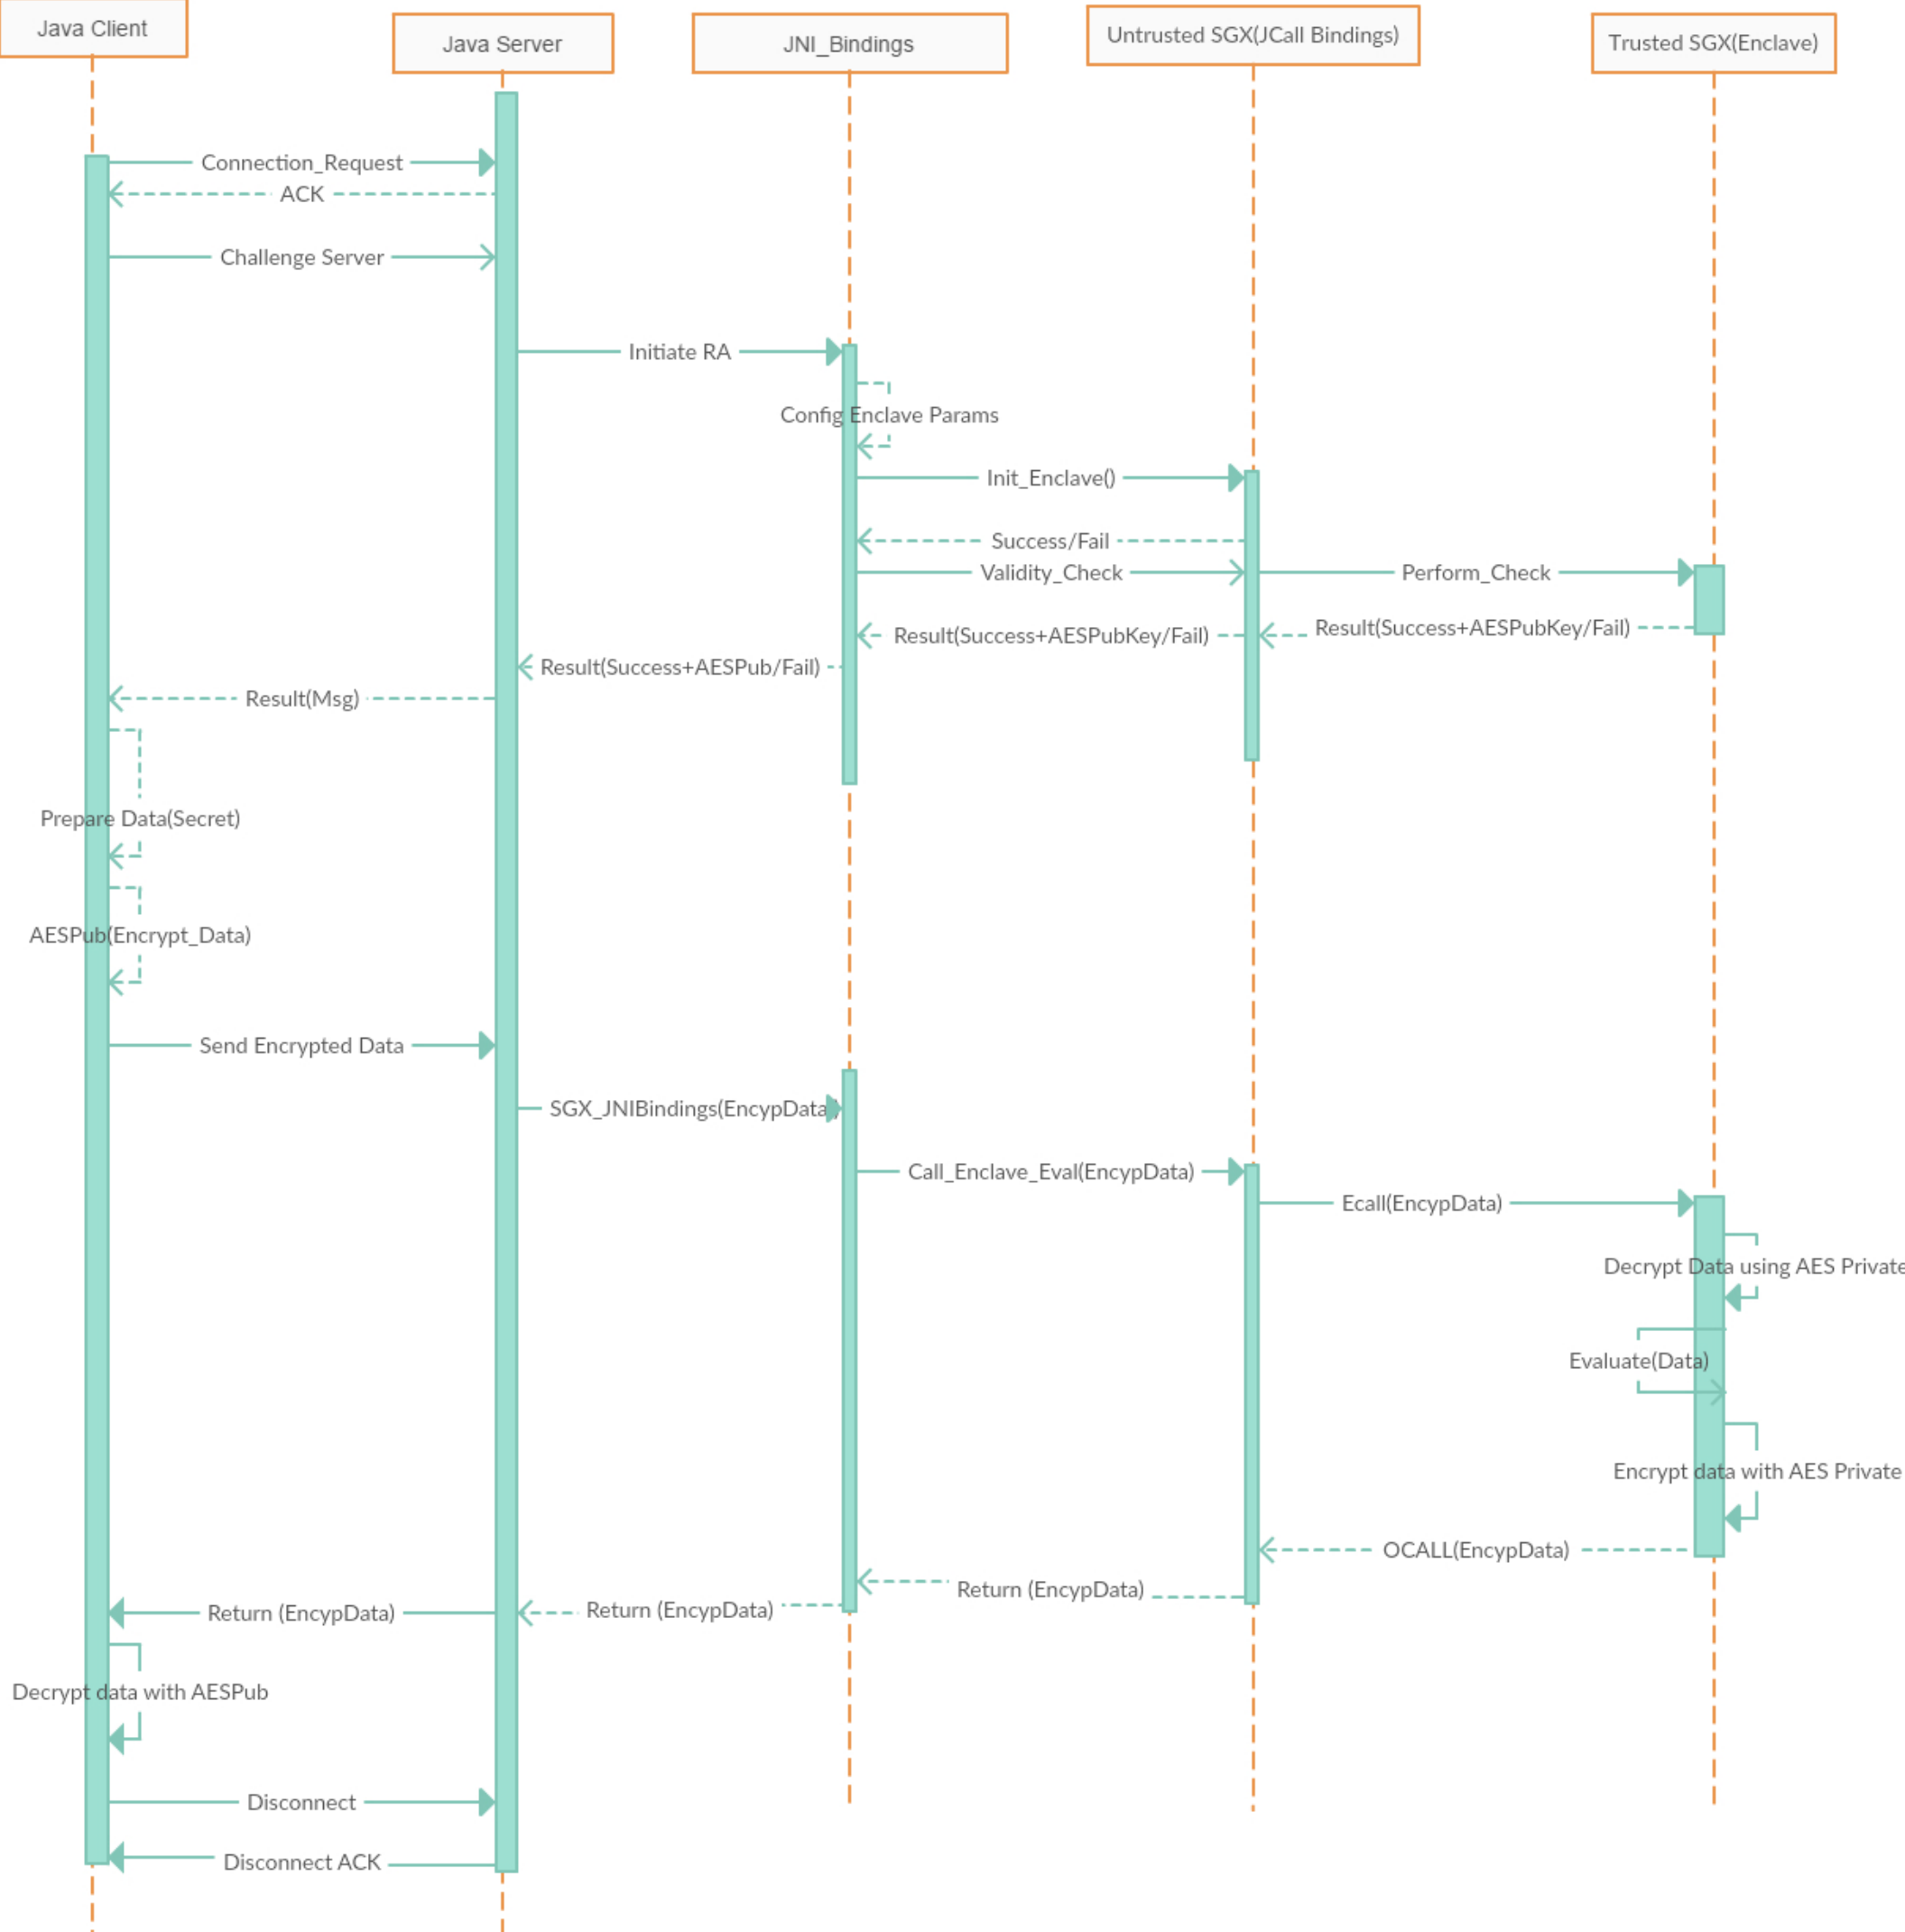 Java Client
Java Server
JNI_Bindings
Untrusted SGX(JCall Bindings)
Trusted SGX(Enclave)
Connection_Request
ACK
Challenge Server
Initiate RA
Config Enclave Params
Init_Enclave()
Success/Fail
Validity_Check
Perform_Check
Result(Success+AESPubKey/Fail)
Result(Success+AESPubKey/Fail)
Result(Success+AESPub/Fail)
Result(Msg)
Prepare Data(Secret)
AESPub(Encrypt_Data)
Send Encrypted Data
SGX_JNIBindings(EncypData)
Call_Enclave_Eval(EncypData)
Ecall(EncypData)
Decrypt Data using AES Private
Evaluate(Data)
Encrypt data with AES Private
OCALL(EncypData)
Return (EncypData)
Return (EncypData)
Return (EncypData)
Decrypt data with AESPub
Disconnect
Disconnect ACK